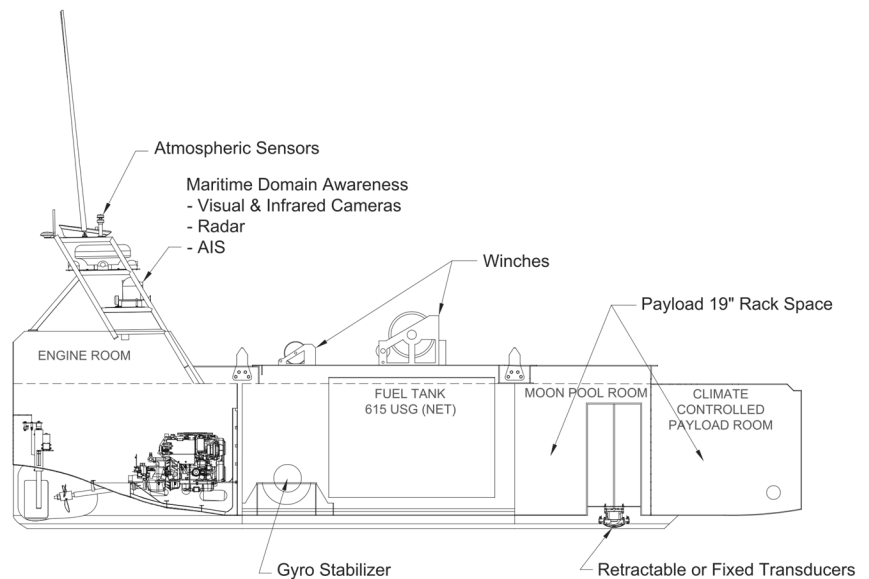 Atmospheric Sensors
Maritime Domain Awareness
- Visual & Infrared Cameras
- Radar
- AIS
Winches
Payload 19" Rack Space
ENGINE ROOM
FUEL TANK
615 USG (NET)
MOON POOL ROOM
CLIMATE
CONTROLLED
PAYLOAD ROOM
Gyro Stabilizer
Retractable or Fixed Transducers